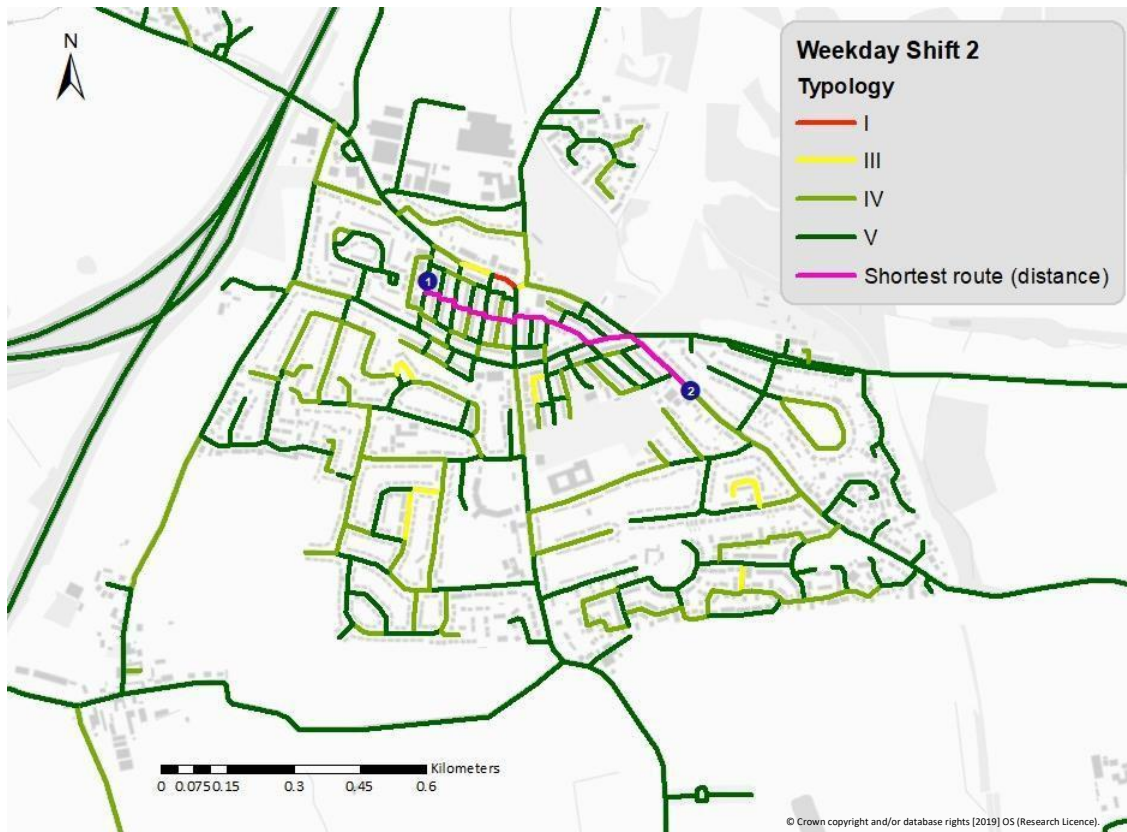 N
Weekday Shift 2
Typology
I
III
IV
V
Shortest route (distance)
1
2
Kilometers
0 0.075 0.15 0.3 0.45 0.6
© Crown copyright and/or database rights [2019] OS (Research Licence).